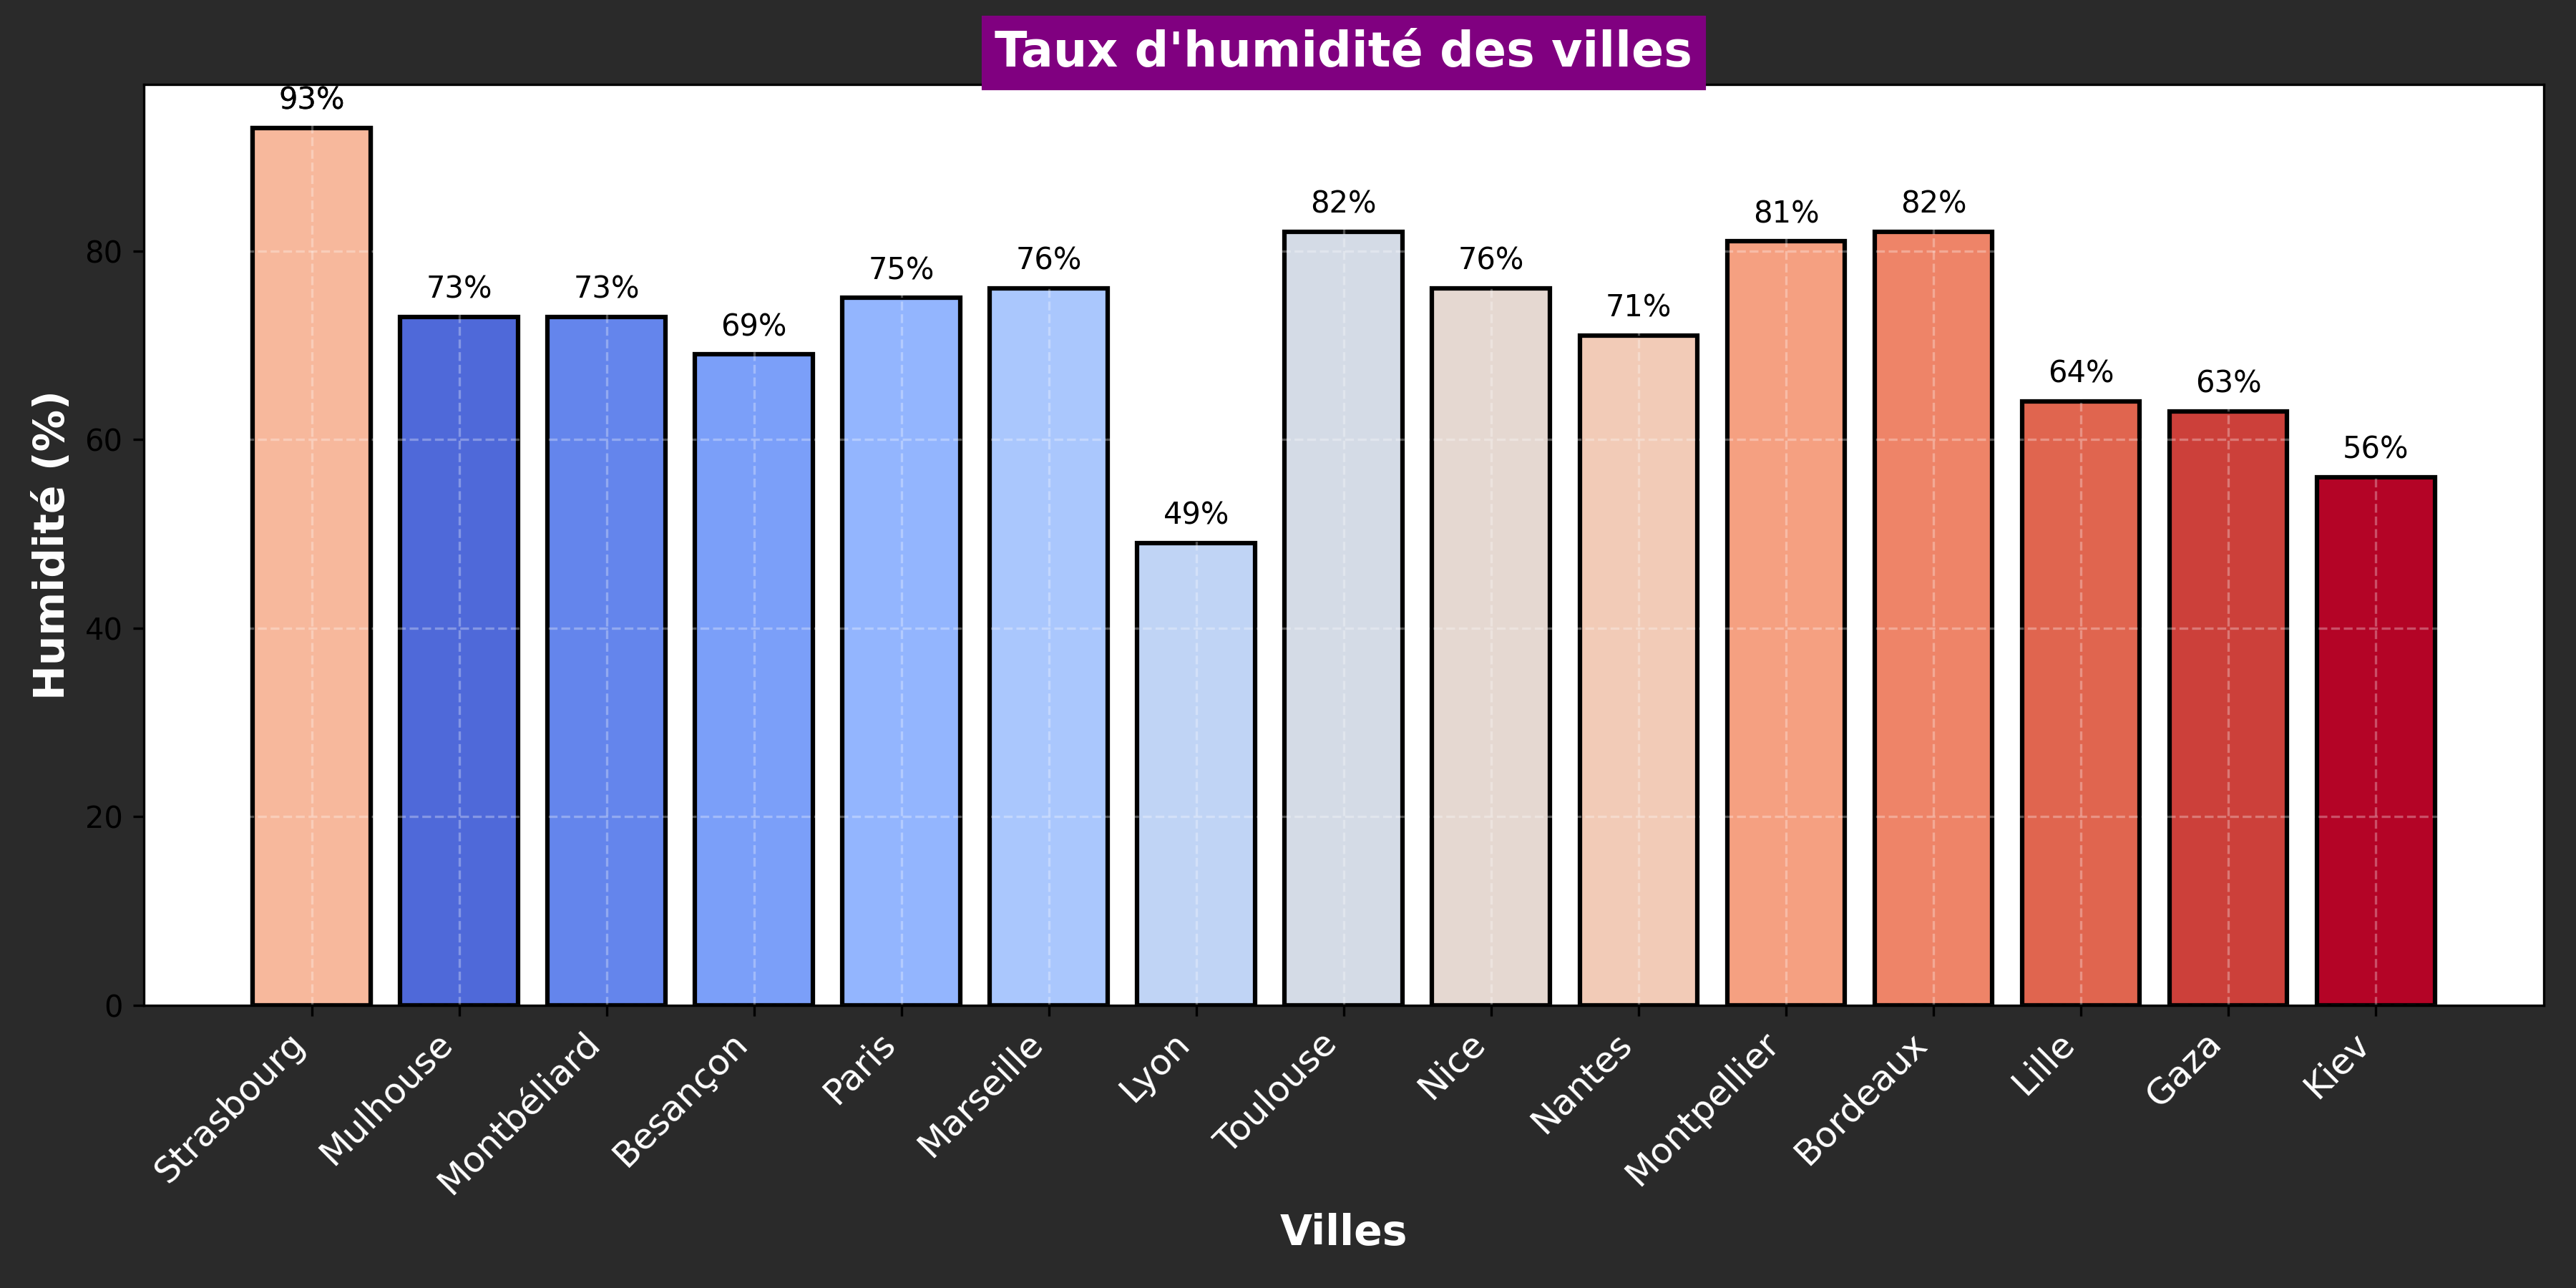 Taux d'humidité des villes
93%
73%
73%
69%
75%
76%
49%
82%
76%
71%
81%
82%
64%
63%
56%
Humidité (%)
80
60
40
20
0
Strasbourg
Mulhouse
Montbéliard
Besançon
Paris
Marseille
Lyon
Toulouse
Nice
Nantes
Montpellier
Bordeaux
Lille
Gaza
Kiev
Villes